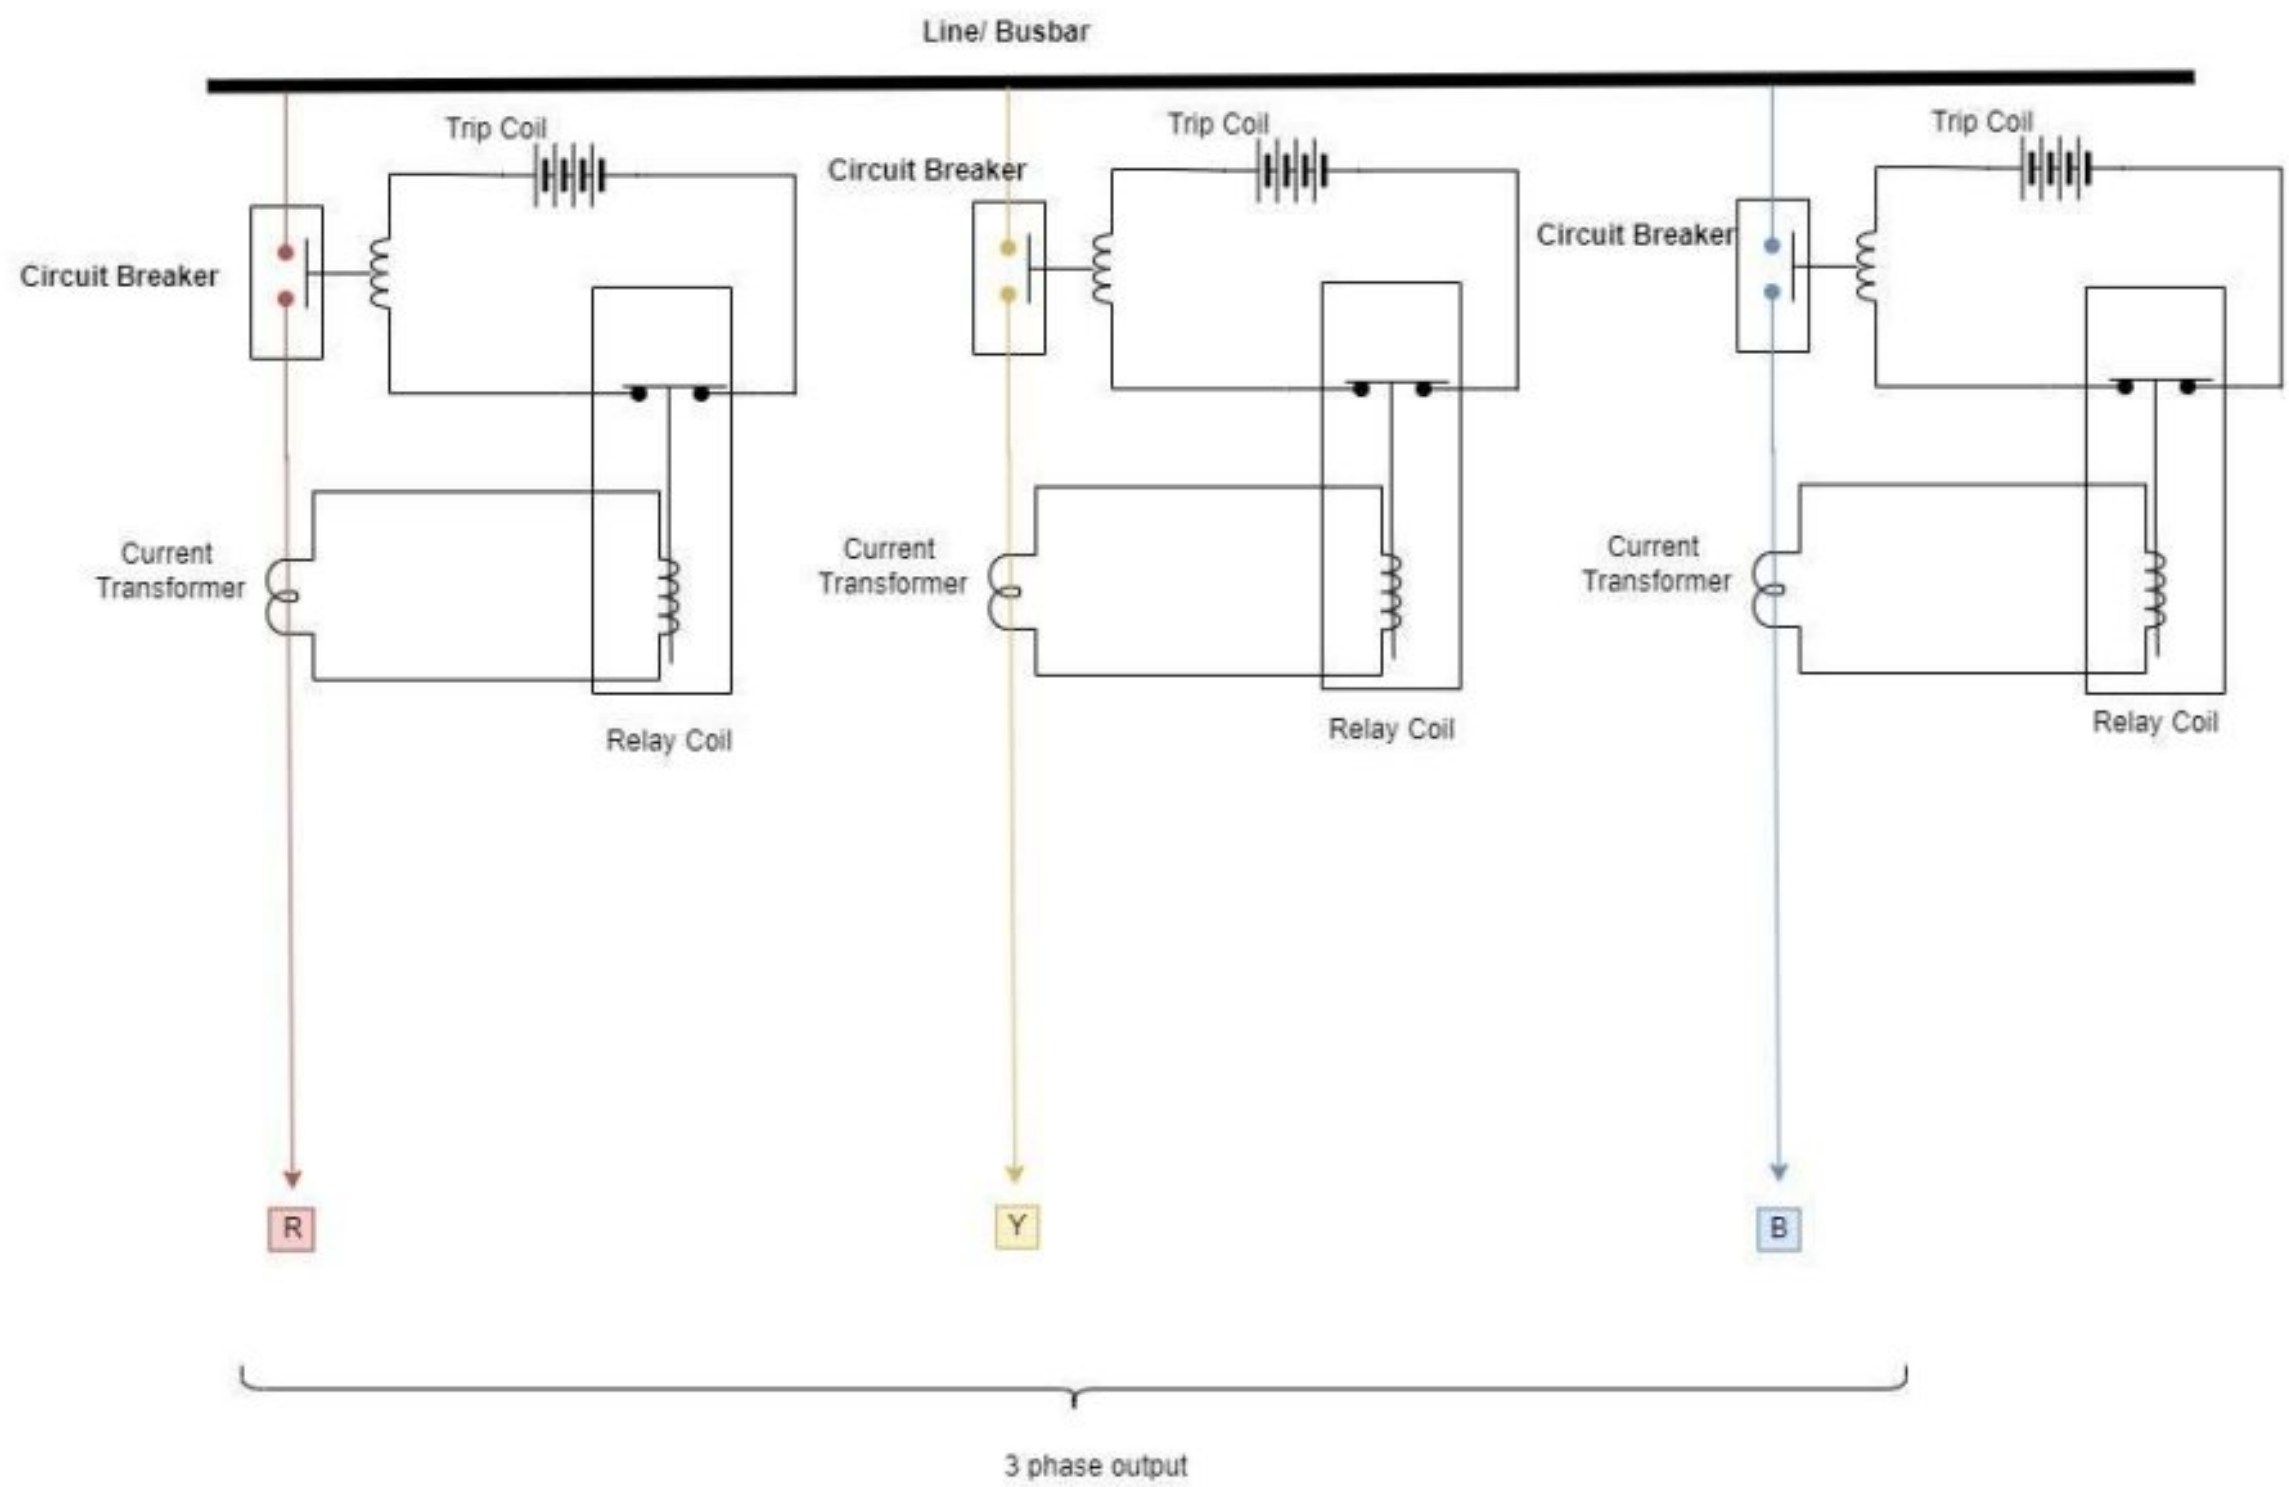 Line/ Busbar
Trip Coil
Trip Coil
Trip Coil
Circuit Breaker
Circuit Breaker
Circuit Breaker
Current
Transformer
Current
Transformer
Current
Transformer
Relay Coil
Relay Coil
Relay Coil
R
Y
B
3 phase output